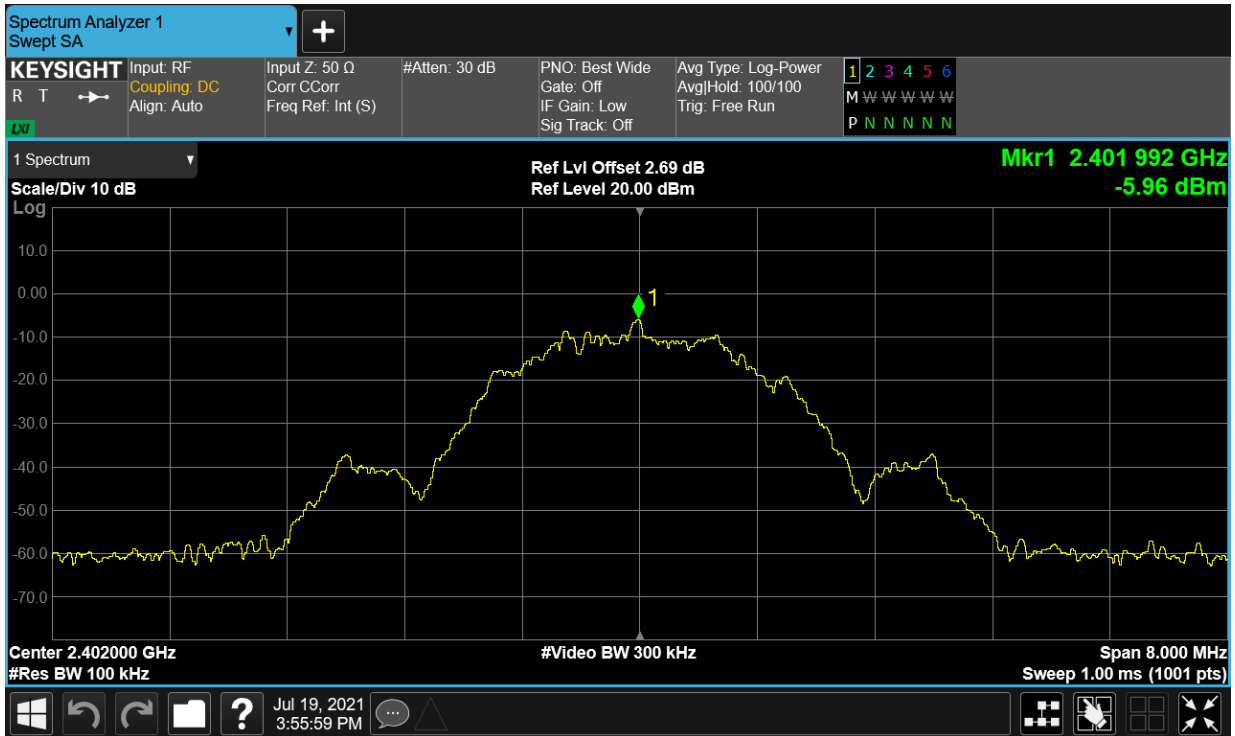 Spectrum Analyzer 1
Swept SA
+
KEYSIGHT
R T
LXI
Input: RF
Coupling: DC
Align: Auto
Input Z: 50 Ω
Corr CCorr
Freq Ref: Int (S)
#Atten: 30 dB
PNO: Best Wide
Gate: Off
IF Gain: Low
Sig Track: Off
Avg Type: Log-Power
Avg|Hold: 100/100
Trig: Free Run
1 2 3 4 5 6
M W W W W W
P N N N N N
1 Spectrum
Scale/Div 10 dB
Log
Ref Lvl Offset 2.69 dB
Ref Level 20.00 dBm
Mkr1 2.401 992 GHz
-5.96 dBm
10.0
0.00
-10.0
-20.0
-30.0
-40.0
-50.0
-60.0
-70.0
1
Center 2.402000 GHz
#Res BW 100 kHz
#Video BW 300 kHz
Span 8.000 MHz
Sweep 1.00 ms (1001 pts)
?
Jul 19, 2021
3:55:59 PM